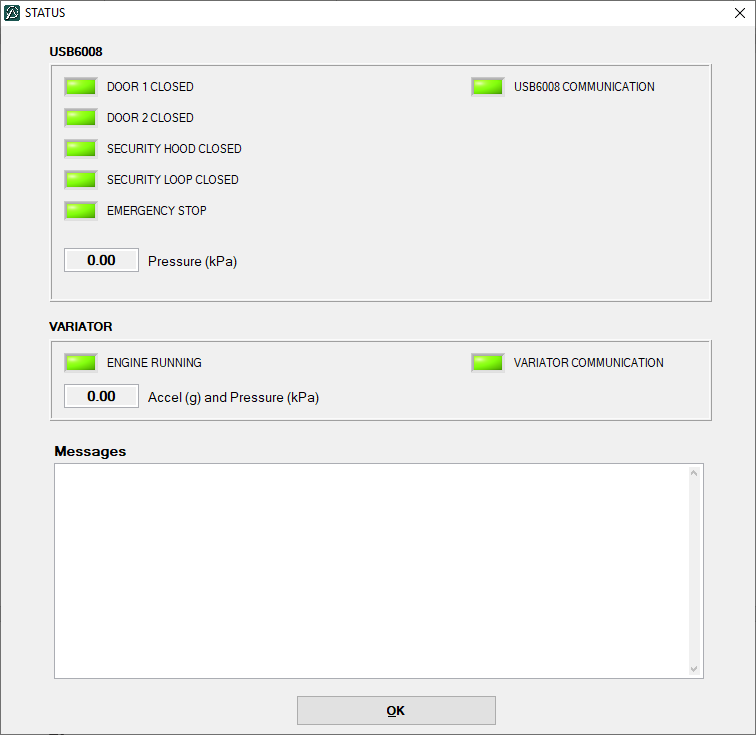 STATUS
USB6008
DOOR 1 CLOSED
USB6008 COMMUNICATION
DOOR 2 CLOSED
SECURITY HOOD CLOSED
SECURITY LOOP CLOSED
EMERGENCY STOP
0.00 Pressure (kPa)
VARIATOR
ENGINE RUNNING
VARIATOR COMMUNICATION
0.00 Accel (g) and Pressure (kPa)
Messages
OK